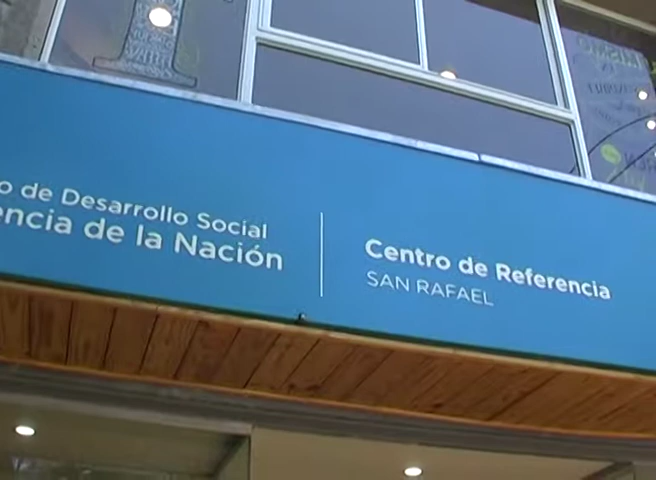 o de Desarrollo Social
encia de la Nación
Centro de Referencia
SAN RAFAEL